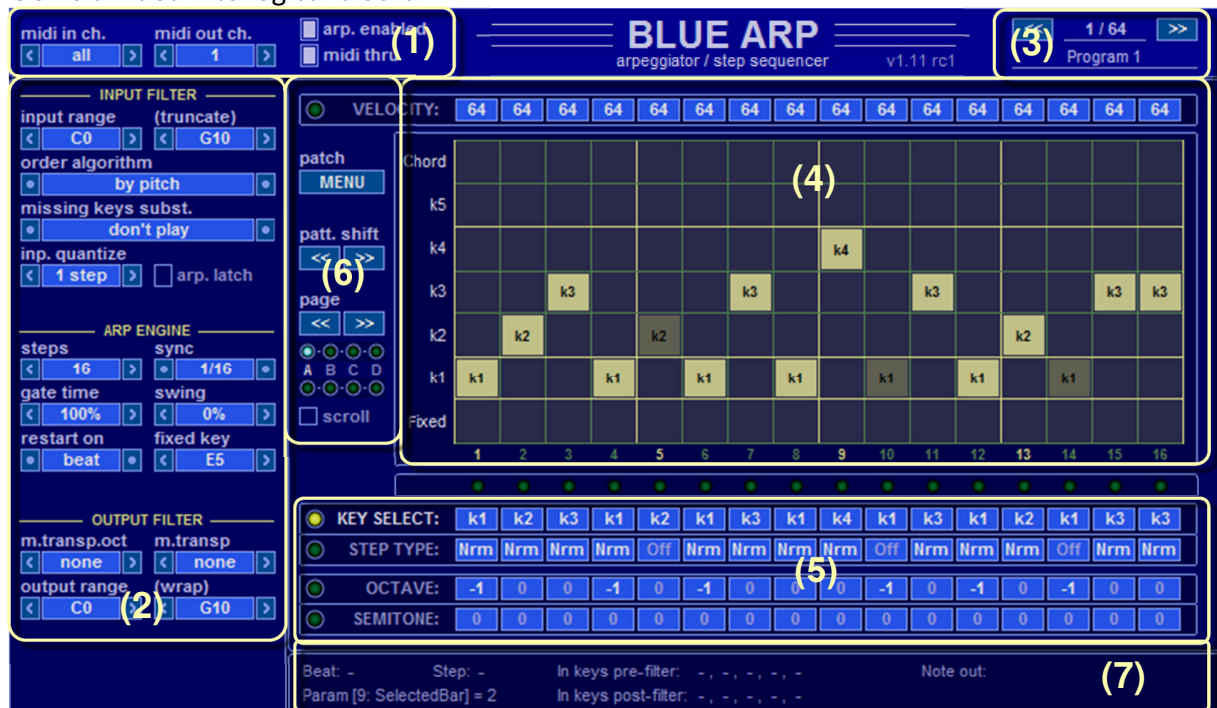 midi in ch. midi out ch. arp. enabled
< all > < 1 > midi thru
(1)
BLUE ARP
arpeggiator / step sequencer v1.11 rc1
<< 1 / 64 >>
(3)
Program 1
INPUT FILTER
input range (truncate)
< C0 > < G10 >
order algorithm
by pitch
missing keys subst.
don't play
inp. quantize
< 1 step > arp. latch
ARP ENGINE
steps sync
< 16 > 1/16
gate time swing
< 100% > < 0% >
restart on fixed key
beat < E5 >
OUTPUT FILTER
m.transp.oct m.transp
< none > < none >
output range (wrap)
< C0 > < G10 >
(2)
patch
MENU
patt. shift
<< >>
(6)
page
<< >>
A B C D
scroll
VELOCITY: 64 64 64 64 64 64 64 64 64 64 64 64 64 64 64 64
Chord
(4)
k5
k4 k4
k3 k3 k3 k3 k3 k3
k2 k2 k2 k2
k1 k1 k1 k1 k1 k1 k1 k1
Fixed
1 2 3 4 5 6 7 8 9 10 11 12 13 14 15 16
KEY SELECT: k1 k2 k3 k1 k2 k1 k3 k1 k4 k1 k3 k1 k2 k1 k3 k3
STEP TYPE: Nrm Nrm Nrm Nrm Off Nrm Nrm Nrm Nrm Off Nrm Nrm Nrm Off Nrm Nrm
(5)
OCTAVE: -1 0 0 -1 0 -1 0 0 0 -1 0 -1 0 -1 0 0
SEMITONE: 0 0 0 0 0 0 0 0 0 0 0 0 0 0 0 0
Beat: - Step: - In keys pre-filter: - , - , - , - , - Note out:
Param [9: SelectedBar] = 2 In keys post-filter: - , - , - , - , -
(7)